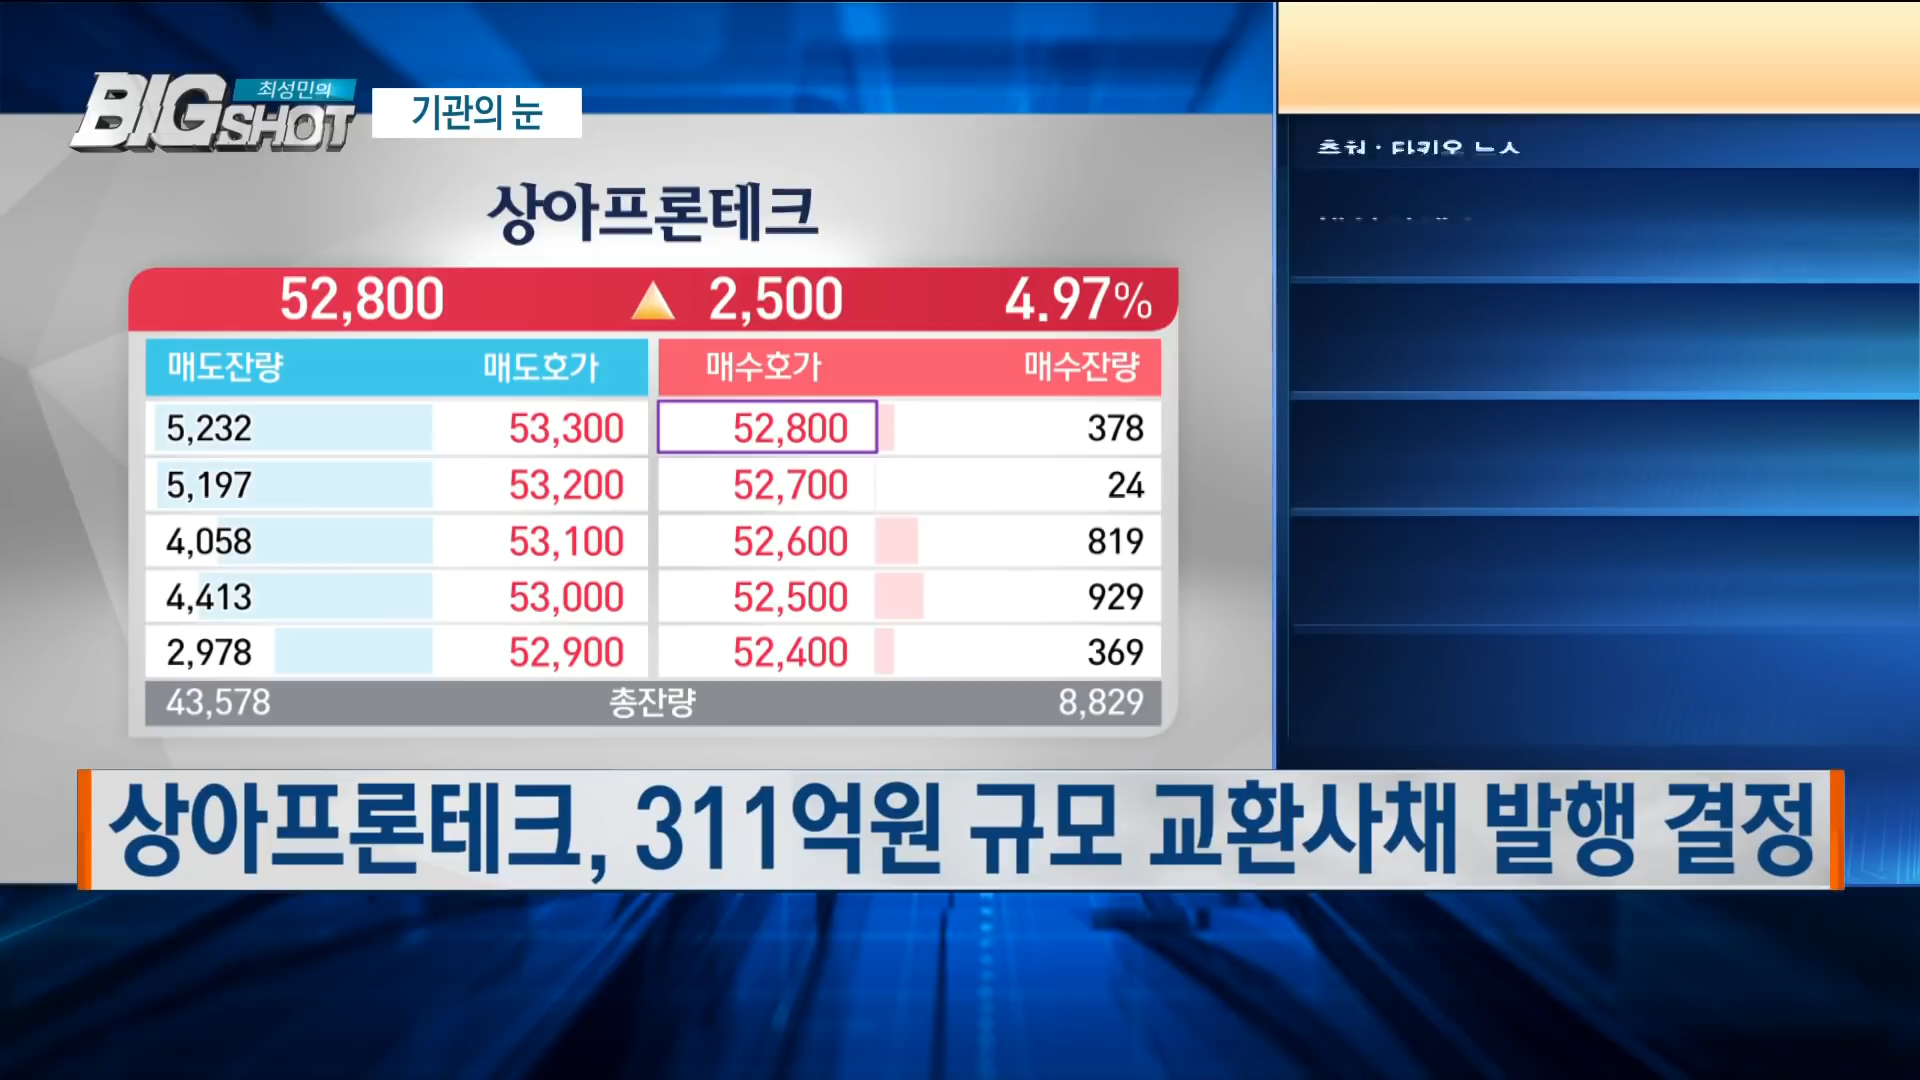 최성민의
BIG SHOT
기관의 눈
상아프론테크
52,800 ▲ 2,500 4.97%
매도잔량 매도호가 매수호가 매수잔량
5,232 53,300 52,800 378
5,197 53,200 52,700 24
4,058 53,100 52,600 819
4,413 53,000 52,500 929
2,978 52,900 52,400 369
43,578 총잔량 8,829
상아프론테크, 311억원 규모 교환사채 발행 결정